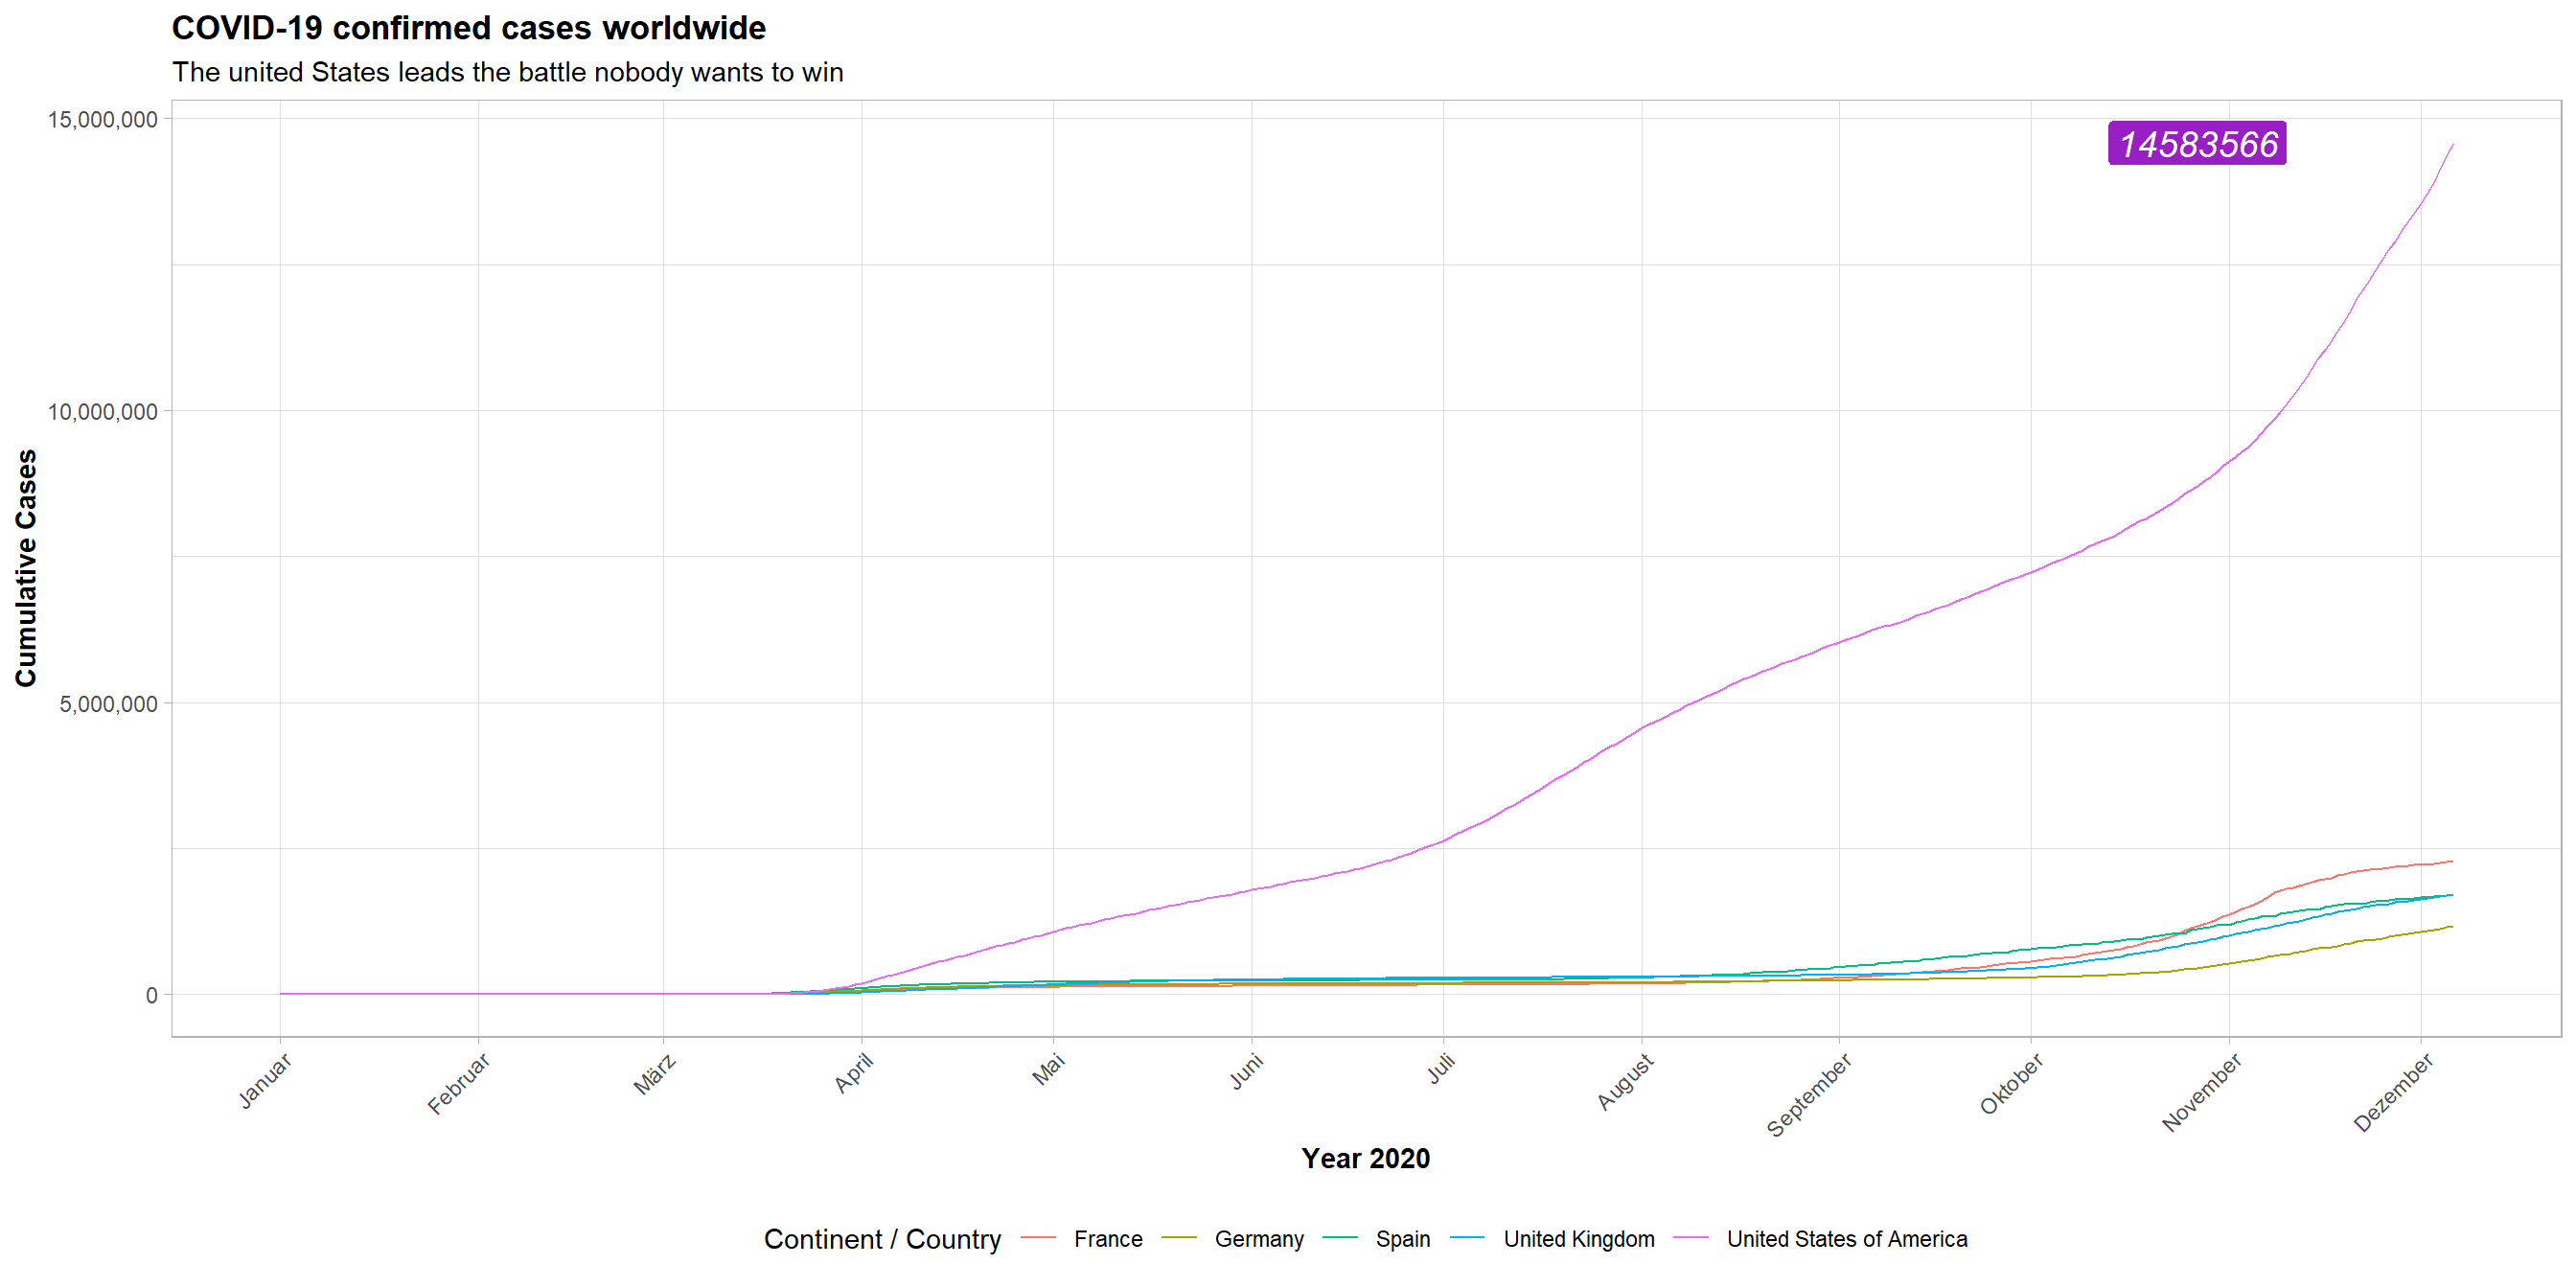 COVID-19 confirmed cases worldwide
The united States leads the battle nobody wants to win
15,000,000
14583566
10,000,000
5,000,000
0
Cumulative Cases
Januar
Februar
März
April
Mai
Juni
Juli
August
September
Oktober
November
Dezember
Year 2020
Continent / Country France Germany Spain United Kingdom United States of America